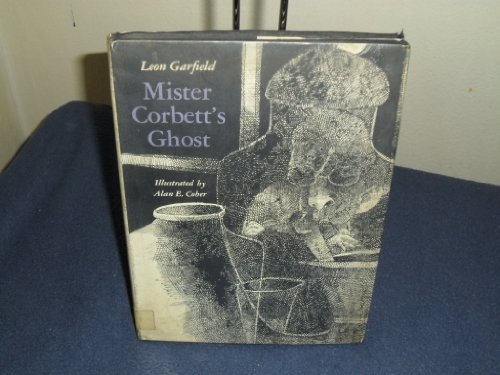 Leon Garfield
Mister
Corbett's
Ghost
Illustrated by
Alan E. Cober